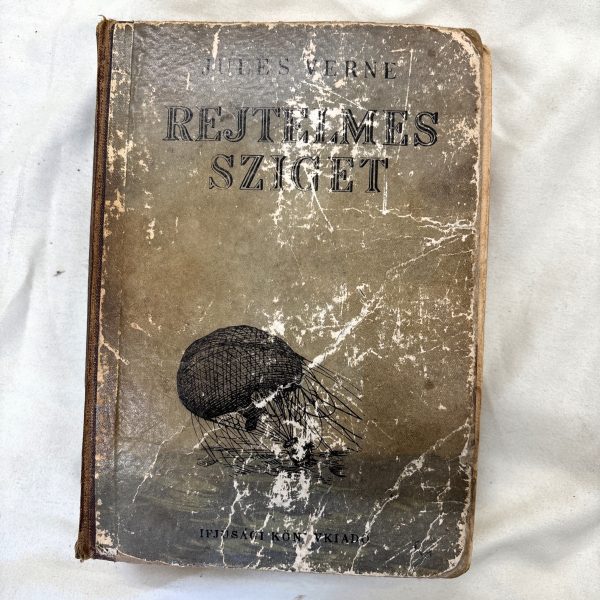 JULES VERNE
REJTELMES
SZIGET
IFJÚSÁGI KÖNYVKIADÓ